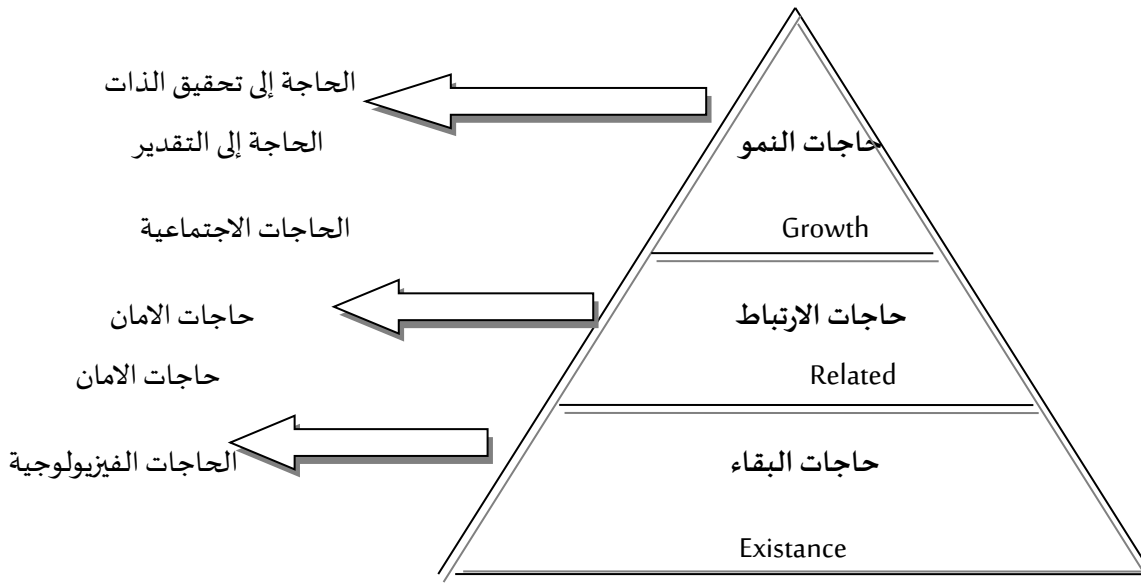 الحاجة إلى تحقيق الذات
الحاجة إلى التقدير
حاجات النمو
الحاجات الاجتماعية
Growth
حاجات الارتباط
حاجات الامان
حاجات الامان
Related
حاجات البقاء
الحاجات الفيزيولوجية
Existance